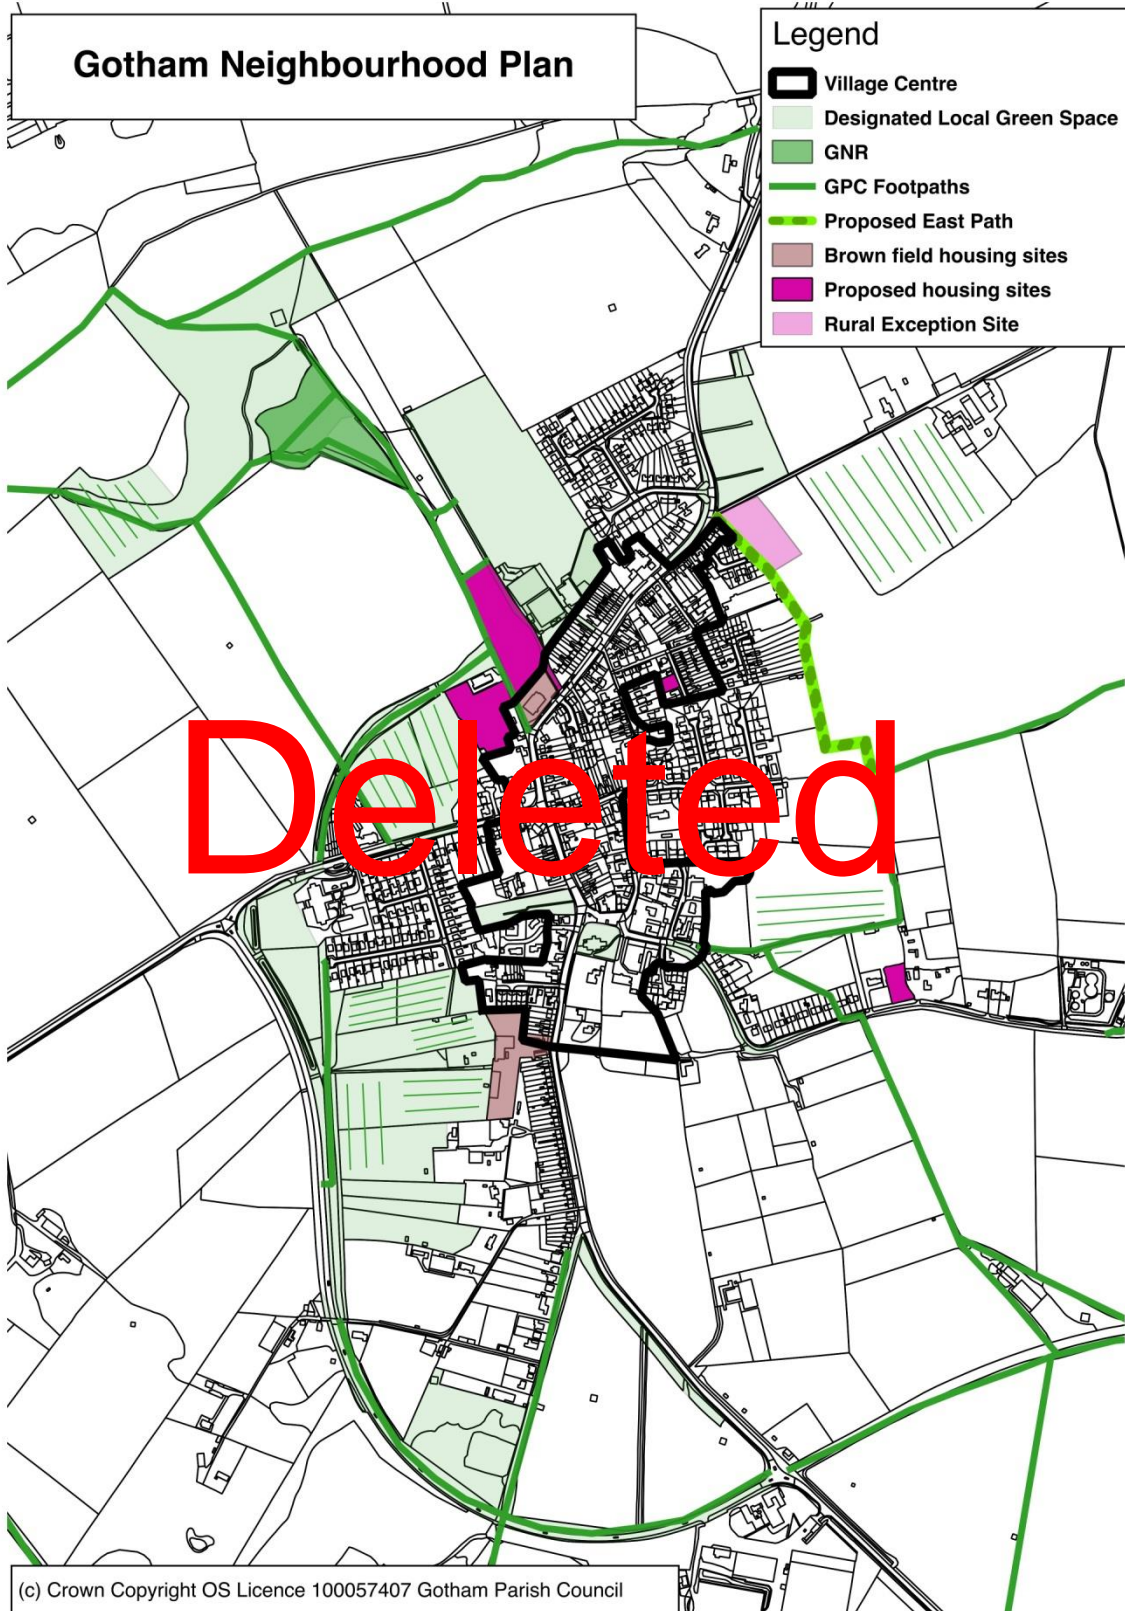 Gotham Neighbourhood Plan
Legend
Village Centre
Designated Local Green Space
GNR
GPC Footpaths
Proposed East Path
Brown field housing sites
Proposed housing sites
Rural Exception Site
Deleted
(c) Crown Copyright OS Licence 100057407 Gotham Parish Council